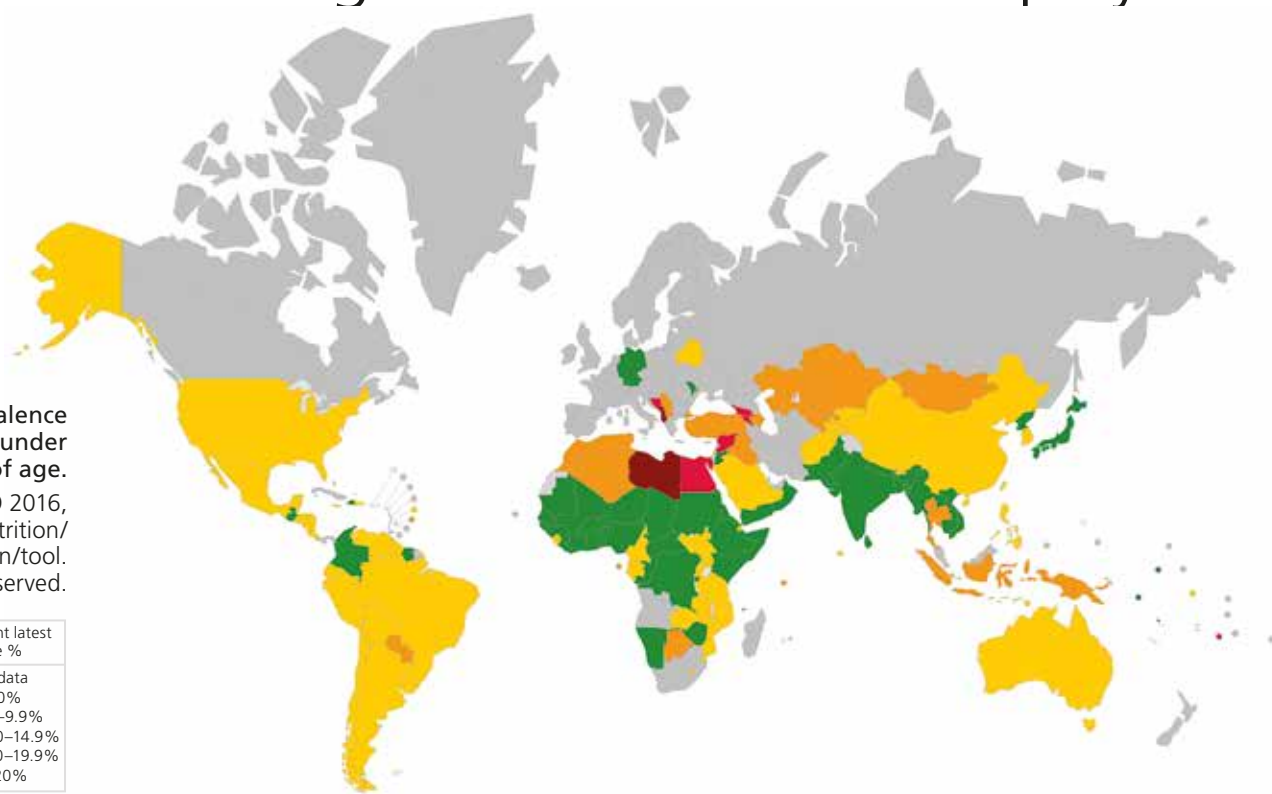 alence
under
of age.
2016,
trition/
n/tool.
served.
nt latest
e %
data
0%
–9.9%
0–14.9%
0–19.9%
20%